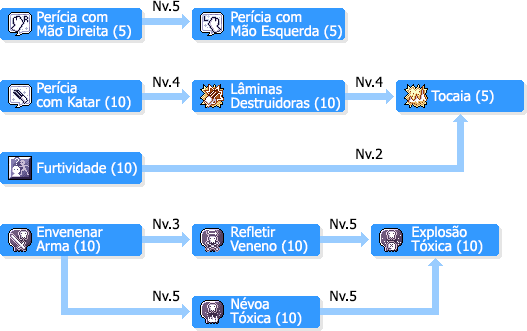 Nv.5
Perícia com
Mão Direita (5)
Perícia com
Mão Esquerda (5)
Nv.4
Nv.4
Perícia
com Katar (10)
Lâminas
Destruidoras (10)
Tocaia (5)
Nv.2
Furtividade (10)
Nv.3
Nv.5
Envenenar
Arma (10)
Refletir
Veneno (10)
Explosão
Tóxica (10)
Nv.5
Nv.5
Névoa
Tóxica (10)